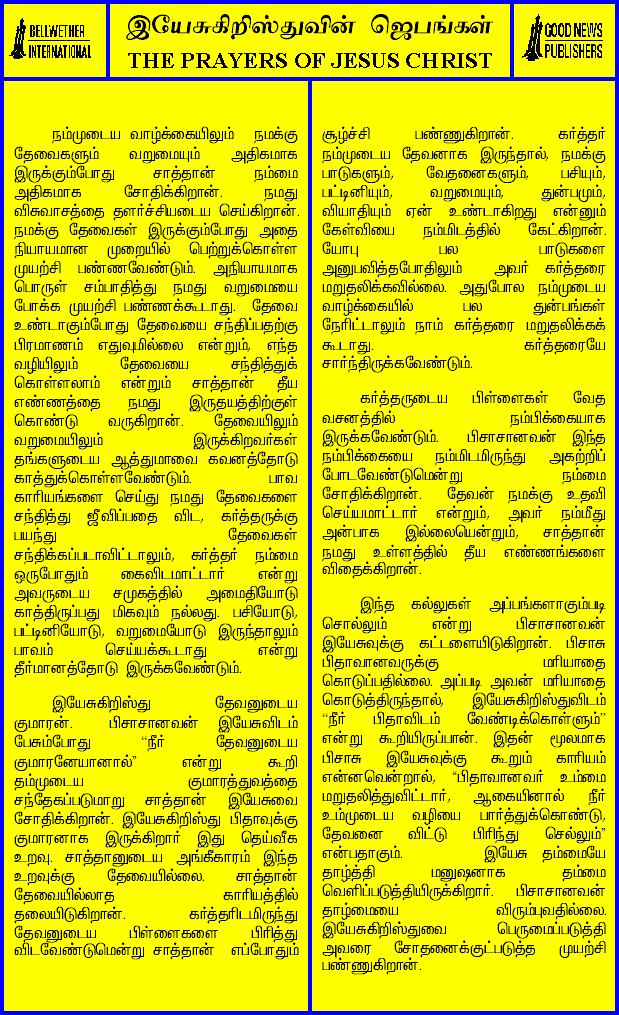 BELLWETHER
INTERNATIONAL
இயேசுகிறிஸ்துவின் ஜெபங்கள்
THE PRAYERS OF JESUS CHRIST
GOOD NEWS
PUBLISHERS
நம்முடைய வாழ்க்கையிலும் நமக்கு
தேவைகளும் வறுமையும் அதிகமாக
இருக்கும்போது சாத்தான் நம்மை
அதிகமாக சோதிக்கிறான். நமது
விசுவாசத்தை தளர்ச்சியடைய செய்கிறான்.
நமக்கு தேவைகள் இருக்கும்போது அதை
நியாயமான முறையில் பெற்றுக்கொள்ள
முயற்சி பண்ணவேண்டும். அநியாயமாக
பொருள் சம்பாதித்து நமது வறுமையை
போக்க முயற்சி பண்ணக்கூடாது. தேவை
உண்டாகும்போது தேவையை சந்திப்பதற்கு
பிரமாணம் எதுவுமில்லை என்றும், எந்த
வழியிலும் தேவையை சந்தித்துக்
கொள்ளலாம் என்றும் சாத்தான் தீய
எண்ணத்தை நமது இருதயத்திற்குள்
கொண்டு வருகிறான். தேவையிலும்
வறுமையிலும் இருக்கிறவர்கள்
தங்களுடைய ஆத்துமாவை கவனத்தோடு
காத்துக்கொள்ளவேண்டும். பாவ
காரியங்களை செய்து நமது தேவைகளை
சந்தித்து ஜீவிப்பதை விட, கர்த்தருக்கு
பயந்து தேவைகள்
சந்திக்கப்படாவிட்டாலும், கர்த்தர் நம்மை
ஒருபோதும் கைவிடமாட்டார் என்று
அவருடைய சமுகத்தில் அமைதியோடு
காத்திருப்பது மிகவும் நல்லது. பசியோடு,
பட்டினியோடு, வறுமையோடு இருந்தாலும்
பாவம் செய்யக்கூடாது என்று
தீர்மானத்தோடு இருக்கவேண்டும்.
இயேசுகிறிஸ்து தேவனுடைய
குமாரன். பிசாசானவன் இயேசுவிடம்
பேசும்போது “நீர் தேவனுடைய
குமாரனேயானால்” என்று கூறி
தம்முடைய குமாரத்துவத்தை
சந்தேகப்படுமாறு சாத்தான் இயேசுவை
சோதிக்கிறான். இயேசுகிறிஸ்து பிதாவுக்கு
குமாரனாக இருக்கிறார் இது தெய்வீக
உறவு. சாத்தானுடைய அங்கீகாரம் இந்த
உறவுக்கு தேவையில்லை. சாத்தான்
தேவையில்லாத காரியத்தில்
தலையிடுகிறான். கர்த்தரிடமிருந்து
தேவனுடைய பிள்ளைகளை பிரித்து
விடவேண்டுமென்று சாத்தான் எப்போதும்
சூழ்ச்சி பண்ணுகிறான். கர்த்தர்
நம்முடைய தேவனாக இருந்தால், நமக்கு
பாடுகளும், வேதனைகளும், பசியும்,
பட்டினியும், வறுமையும், துன்பமும்,
வியாதியும் ஏன் உண்டாகிறது என்னும்
கேள்வியை நம்மிடத்தில் கேட்கிறான்.
யோபு பல பாடுகளை
அனுபவித்தபோதிலும் அவர் கர்த்தரை
மறுதலிக்கவில்லை. அதுபோல நம்முடைய
வாழ்க்கையில் பல துன்பங்கள்
நேரிட்டாலும் நாம் கர்த்தரை மறுதலிக்கக்
கூடாது. கர்த்தரையே
சார்ந்திருக்கவேண்டும்.
கர்த்தருடைய பிள்ளைகள் வேத
வசனத்தில் நம்பிக்கையாக
இருக்கவேண்டும். பிசாசானவன் இந்த
நம்பிக்கையை நம்மிடமிருந்து அகற்றிப்
போடவேண்டுமென்று நம்மை
சோதிக்கிறான். தேவன் நமக்கு உதவி
செய்யமாட்டார் என்றும், அவர் நம்மீது
அன்பாக இல்லையென்றும், சாத்தான்
நமது உள்ளத்தில் தீய எண்ணங்களை
விதைக்கிறான்.
இந்த கல்லுகள் அப்பங்களாகும்படி
சொல்லும் என்று பிசாசானவன்
இயேசுவுக்கு கட்டளையிடுகிறான். பிசாசு
பிதாவானவருக்கு மரியாதை
கொடுப்பதில்லை. அப்படி அவன் மரியாதை
கொடுத்திருந்தால், இயேசுகிறிஸ்துவிடம்
“நீர் பிதாவிடம் வேண்டிக்கொள்ளும்”
என்று கூறியிருப்பான். இதன் மூலமாக
பிசாசு இயேசுவுக்கு கூறும் காரியம்
என்னவென்றால், “பிதாவானவர் உம்மை
மறுதலித்துவிட்டார், ஆகையினால் நீர்
உம்முடைய வழியை பார்த்துக்கொண்டு,
தேவனை விட்டு பிரிந்து செல்லும்”
என்பதாகும். இயேசு தம்மையே
தாழ்த்தி மனுஷனாக தம்மை
வெளிப்படுத்தியிருக்கிறார். பிசாசானவன்
தாழ்மையை விரும்புவதில்லை.
இயேசுகிறிஸ்துவை பெருமைப்படுத்தி
அவரை சோதனைக்குட்படுத்த முயற்சி
பண்ணுகிறான்.